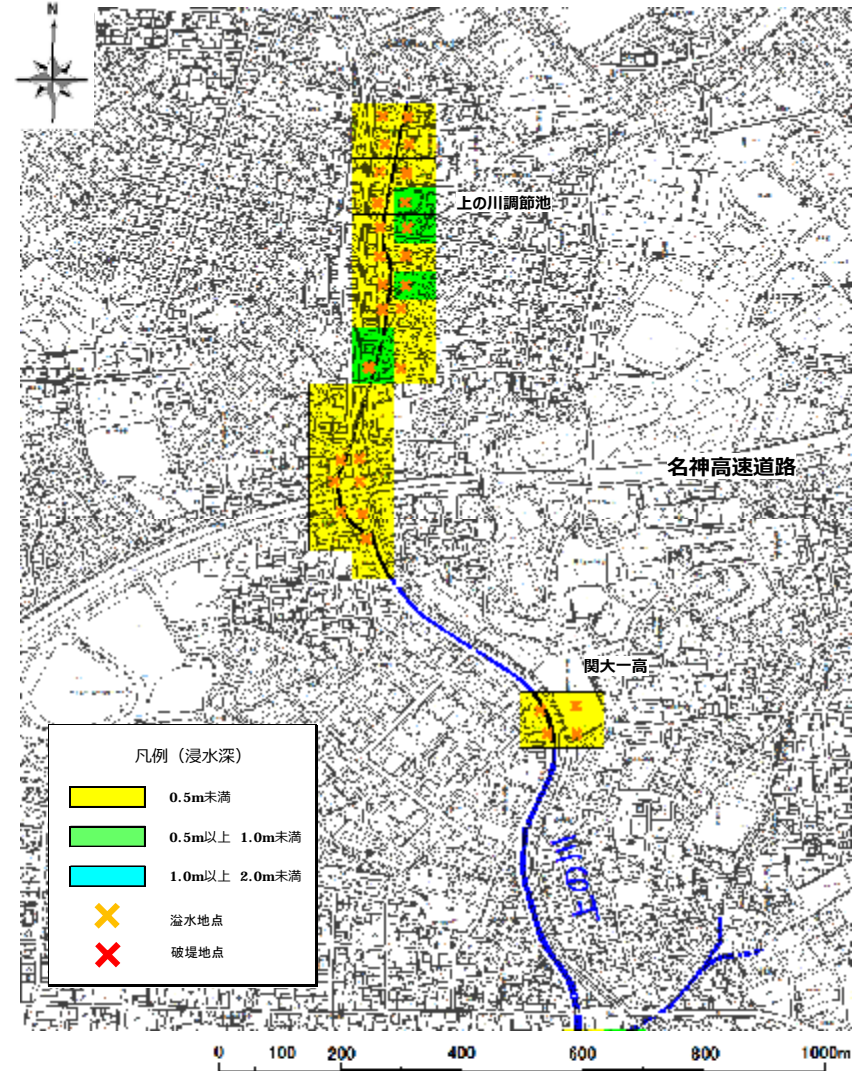 N
上の川調節池
名神高速道路
関大一高
凡例（浸水深）
0.5m未満
0.5m以上 1.0m未満
1.0m以上 2.0m未満
溢水地点
破堤地点
上の川
0 100 200 400 600 800 1000m